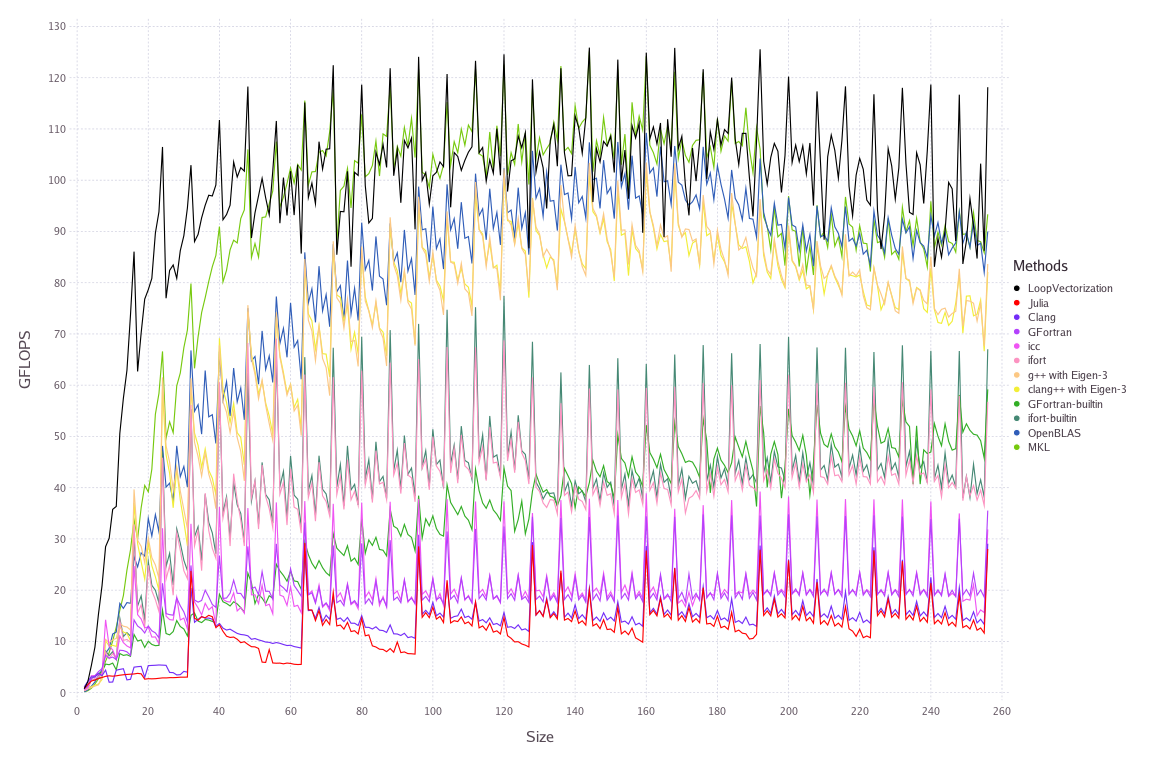 130
120
110
100
90
80
70
60
50
40
30
20
10
0
GFLOPS
0 20 40 60 80 100 120 140 160 180 200 220 240 260
Size
Methods
LoopVectorization
Julia
Clang
GFortran
icc
ifort
g++ with Eigen-3
clang++ with Eigen-3
GFortran-builtin
ifort-builtin
OpenBLAS
MKL